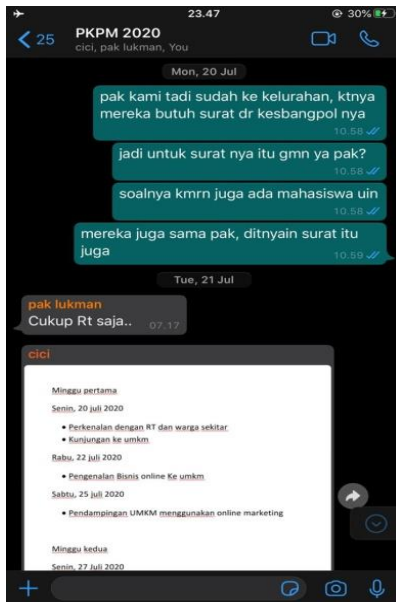 23.47
30%
25
PKPM 2020
cici, pak lukman, You
Mon, 20 Jul
pak kami tadi sudah ke kelurahan, ktnya
mereka butuh surat dr kesbangpol nya
10.58
jadi untuk surat nya itu gmn ya pak?
10.58
soalnya kmrn juga ada mahasiswa uin
10.58
mereka juga sama pak, ditnyain surat itu
juga
10.59
Tue, 21 Jul
pak lukman
Cukup Rt saja..
07.17
cici
Minggu pertama
Senin, 20 juli 2020
• Perkenalan dengan RT dan warga sekitar
• Kunjungan ke umkm
Rabu, 22 juli 2020
• Pengenalan Bisnis online Ke umkm
Sabtu, 25 juli 2020
• Pendampingan UMKM menggunakan online marketing
Minggu kedua
Senin, 27 Juli 2020